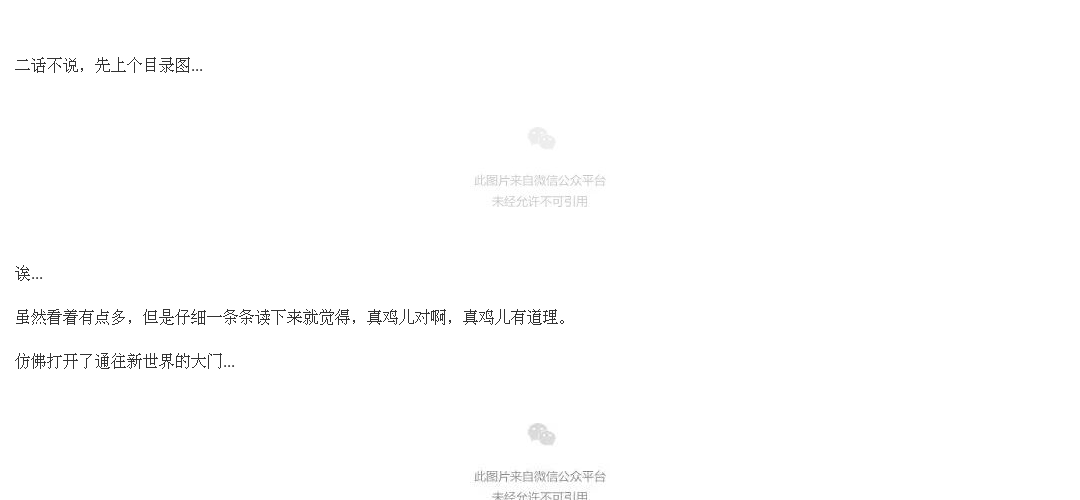 二话不说，先上个目录图...
此图片来自微信公众平台
未经允许不可引用
诶...
虽然看着有点多，但是仔细一条条读下来就觉得，真鸡儿对啊，真鸡儿有道理。
仿佛打开了通往新世界的大门...
此图片来自微信公众平台
未经允许不可引用